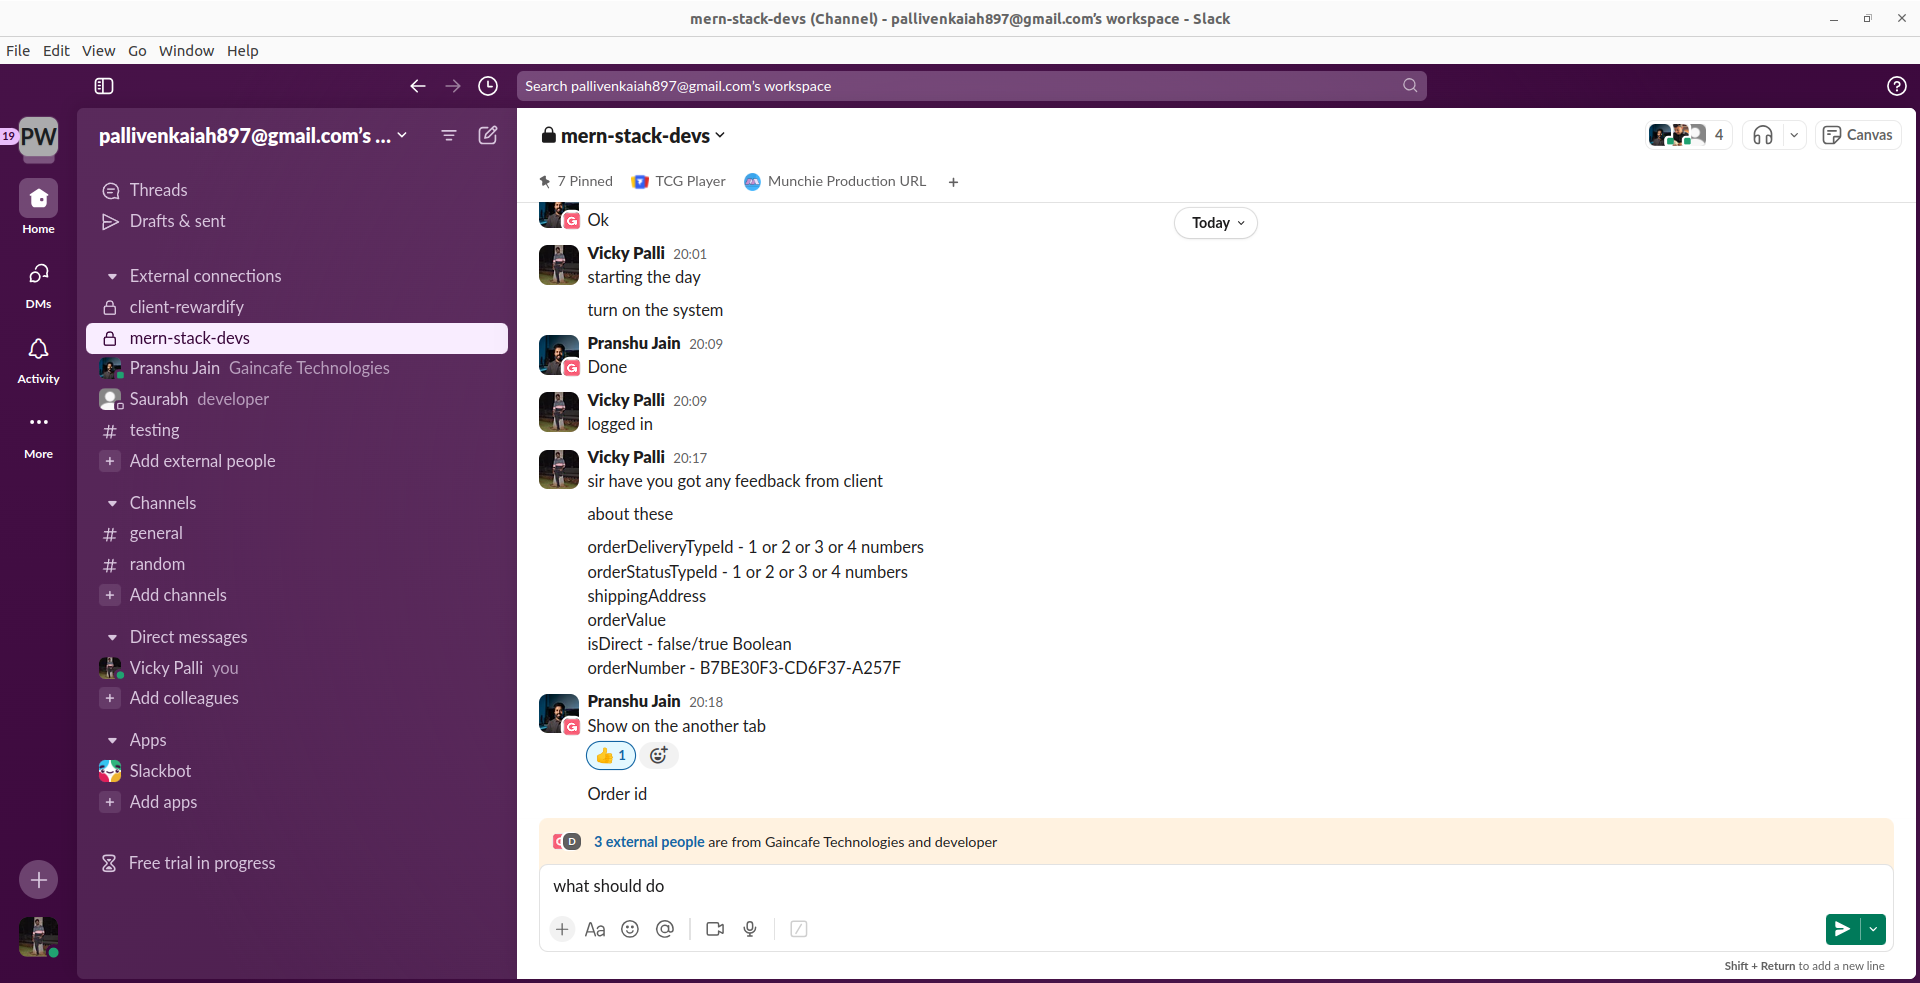 mern-stack-devs (Channel) - pallivenkaiah897@gmail.com's workspace - Slack
File Edit View Go Window Help
Search pallivenkaiah897@gmail.com's workspace
19
PW
Home
DMs
Activity
More
pallivenkaiah897@gmail.com's ...
Threads
Drafts & sent
External connections
client-rewardify
mern-stack-devs
Pranshu Jain Gaincafe Technologies
Saurabh developer
testing
Add external people
Channels
general
random
Add channels
Direct messages
Vicky Palli you
Add colleagues
Apps
Slackbot
Add apps
Free trial in progress
mern-stack-devs
4
Canvas
7 Pinned TCG Player Munchie Production URL +
Today
Ok
Vicky Palli 20:01
starting the day
turn on the system
Pranshu Jain 20:09
Done
Vicky Palli 20:09
logged in
Vicky Palli 20:17
sir have you got any feedback from client
about these
orderDeliveryTypeId - 1 or 2 or 3 or 4 numbers
orderStatusTypeId - 1 or 2 or 3 or 4 numbers
shippingAddress
orderValue
isDirect - false/true Boolean
orderNumber - B7BE30F3-CD6F37-A257F
Pranshu Jain 20:18
Show on the another tab
👍 1
Order id
D 3 external people are from Gaincafe Technologies and developer
what should do
Aa
Shift + Return to add a new line